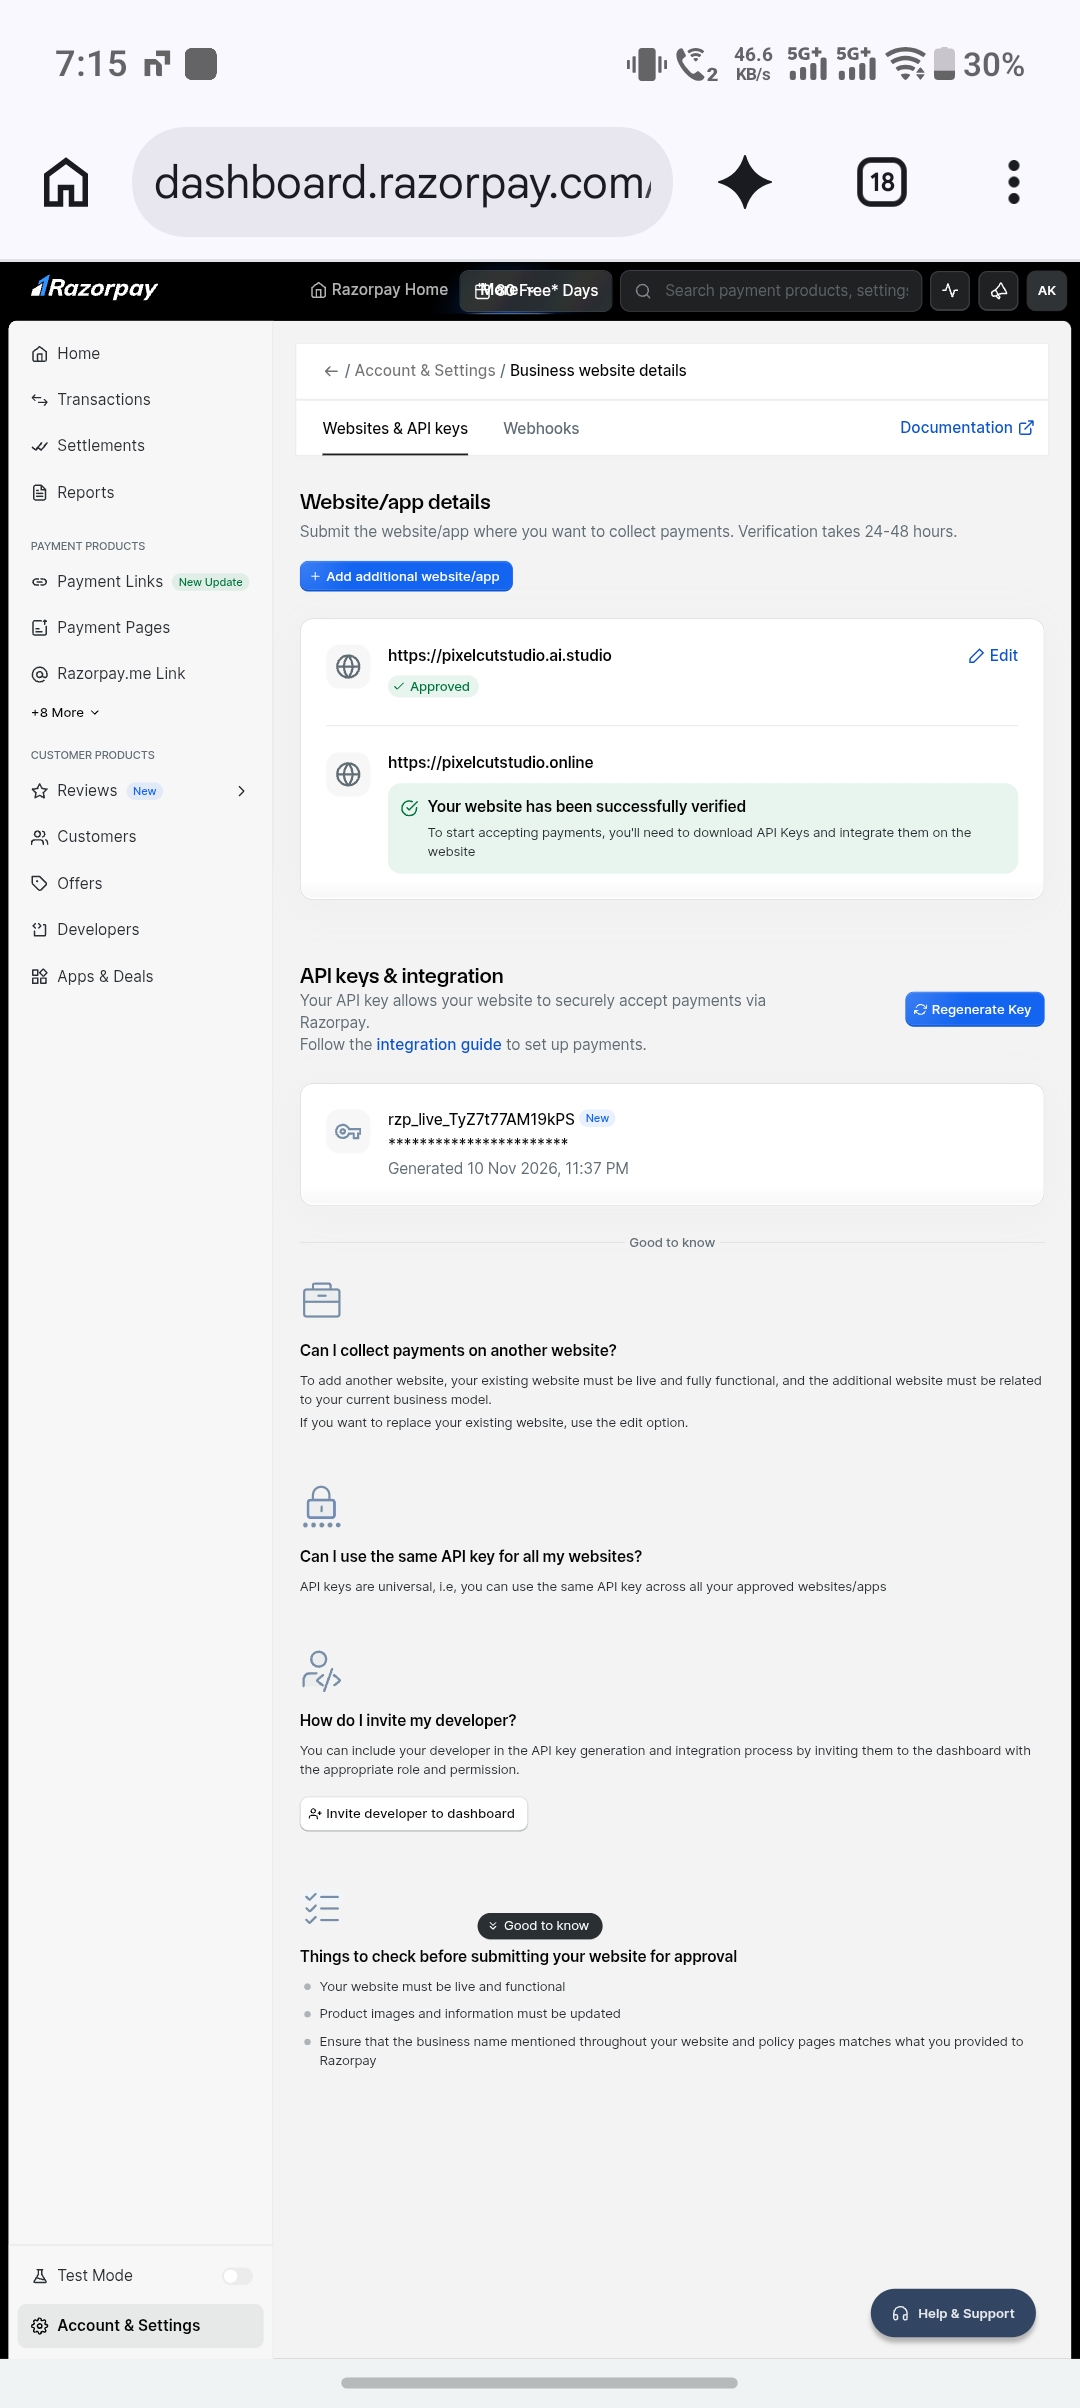 7:15
2
46.6
KB/s
5G+
5G+
30%
dashboard.razorpay.com/
18
Razorpay
Razorpay Home
More
Free* Days
Search payment products, settings
AK
Home
Transactions
Settlements
Reports
PAYMENT PRODUCTS
Payment Links New Update
Payment Pages
Razorpay.me Link
+8 More
CUSTOMER PRODUCTS
Reviews New
Customers
Offers
Developers
Apps & Deals
Test Mode
Account & Settings
← / Account & Settings / Business website details
Websites & API keys
Webhooks
Documentation
Website/app details
Submit the website/app where you want to collect payments. Verification takes 24-48 hours.
+ Add additional website/app
https://pixelcutstudio.ai.studio
Edit
Approved
https://pixelcutstudio.online
Your website has been successfully verified
To start accepting payments, you'll need to download API Keys and integrate them on the
website
API keys & integration
Your API key allows your website to securely accept payments via
Razorpay.
Follow the integration guide to set up payments.
Regenerate Key
rzp_live_TyZ7t77AM19kPS New
***********************
Generated 10 Nov 2026, 11:37 PM
Good to know
Can I collect payments on another website?
To add another website, your existing website must be live and fully functional, and the additional website must be related
to your current business model.
If you want to replace your existing website, use the edit option.
Can I use the same API key for all my websites?
API keys are universal, i.e, you can use the same API key across all your approved websites/apps
How do I invite my developer?
You can include your developer in the API key generation and integration process by inviting them to the dashboard with
the appropriate role and permission.
Invite developer to dashboard
Good to know
Things to check before submitting your website for approval
Your website must be live and functional
Product images and information must be updated
Ensure that the business name mentioned throughout your website and policy pages matches what you provided to
Razorpay
Help & Support